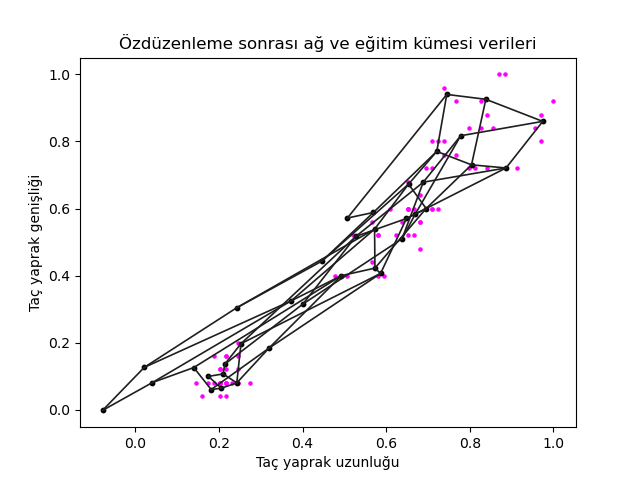 Özdüzenleme sonrası ağ ve eğitim kümesi verileri
1.0
0.8
0.6
0.4
0.2
0.0
Taç yaprak genişliği
0.0 0.2 0.4 0.6 0.8 1.0
Taç yaprak uzunluğu